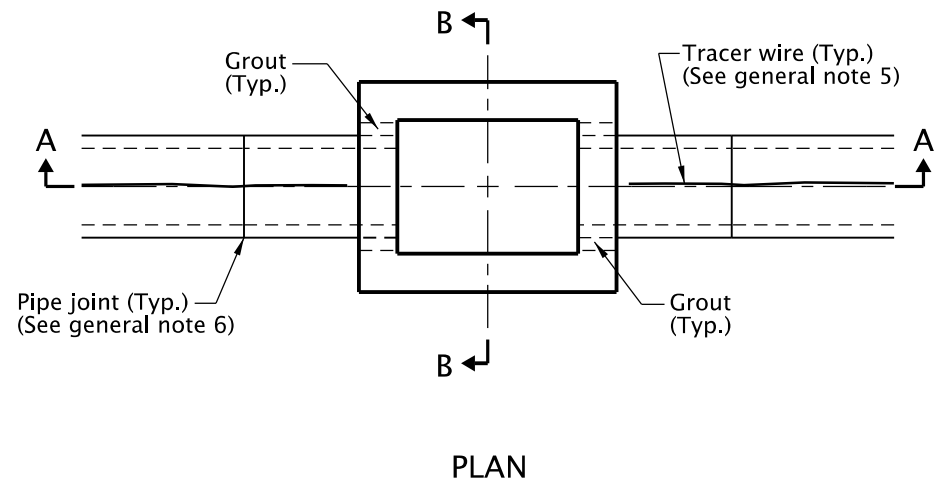 B
Grout
(Typ.)
Tracer wire (Typ.)
(See general note 5)
A
A
Pipe joint (Typ.)
(See general note 6)
Grout
(Typ.)
B
PLAN